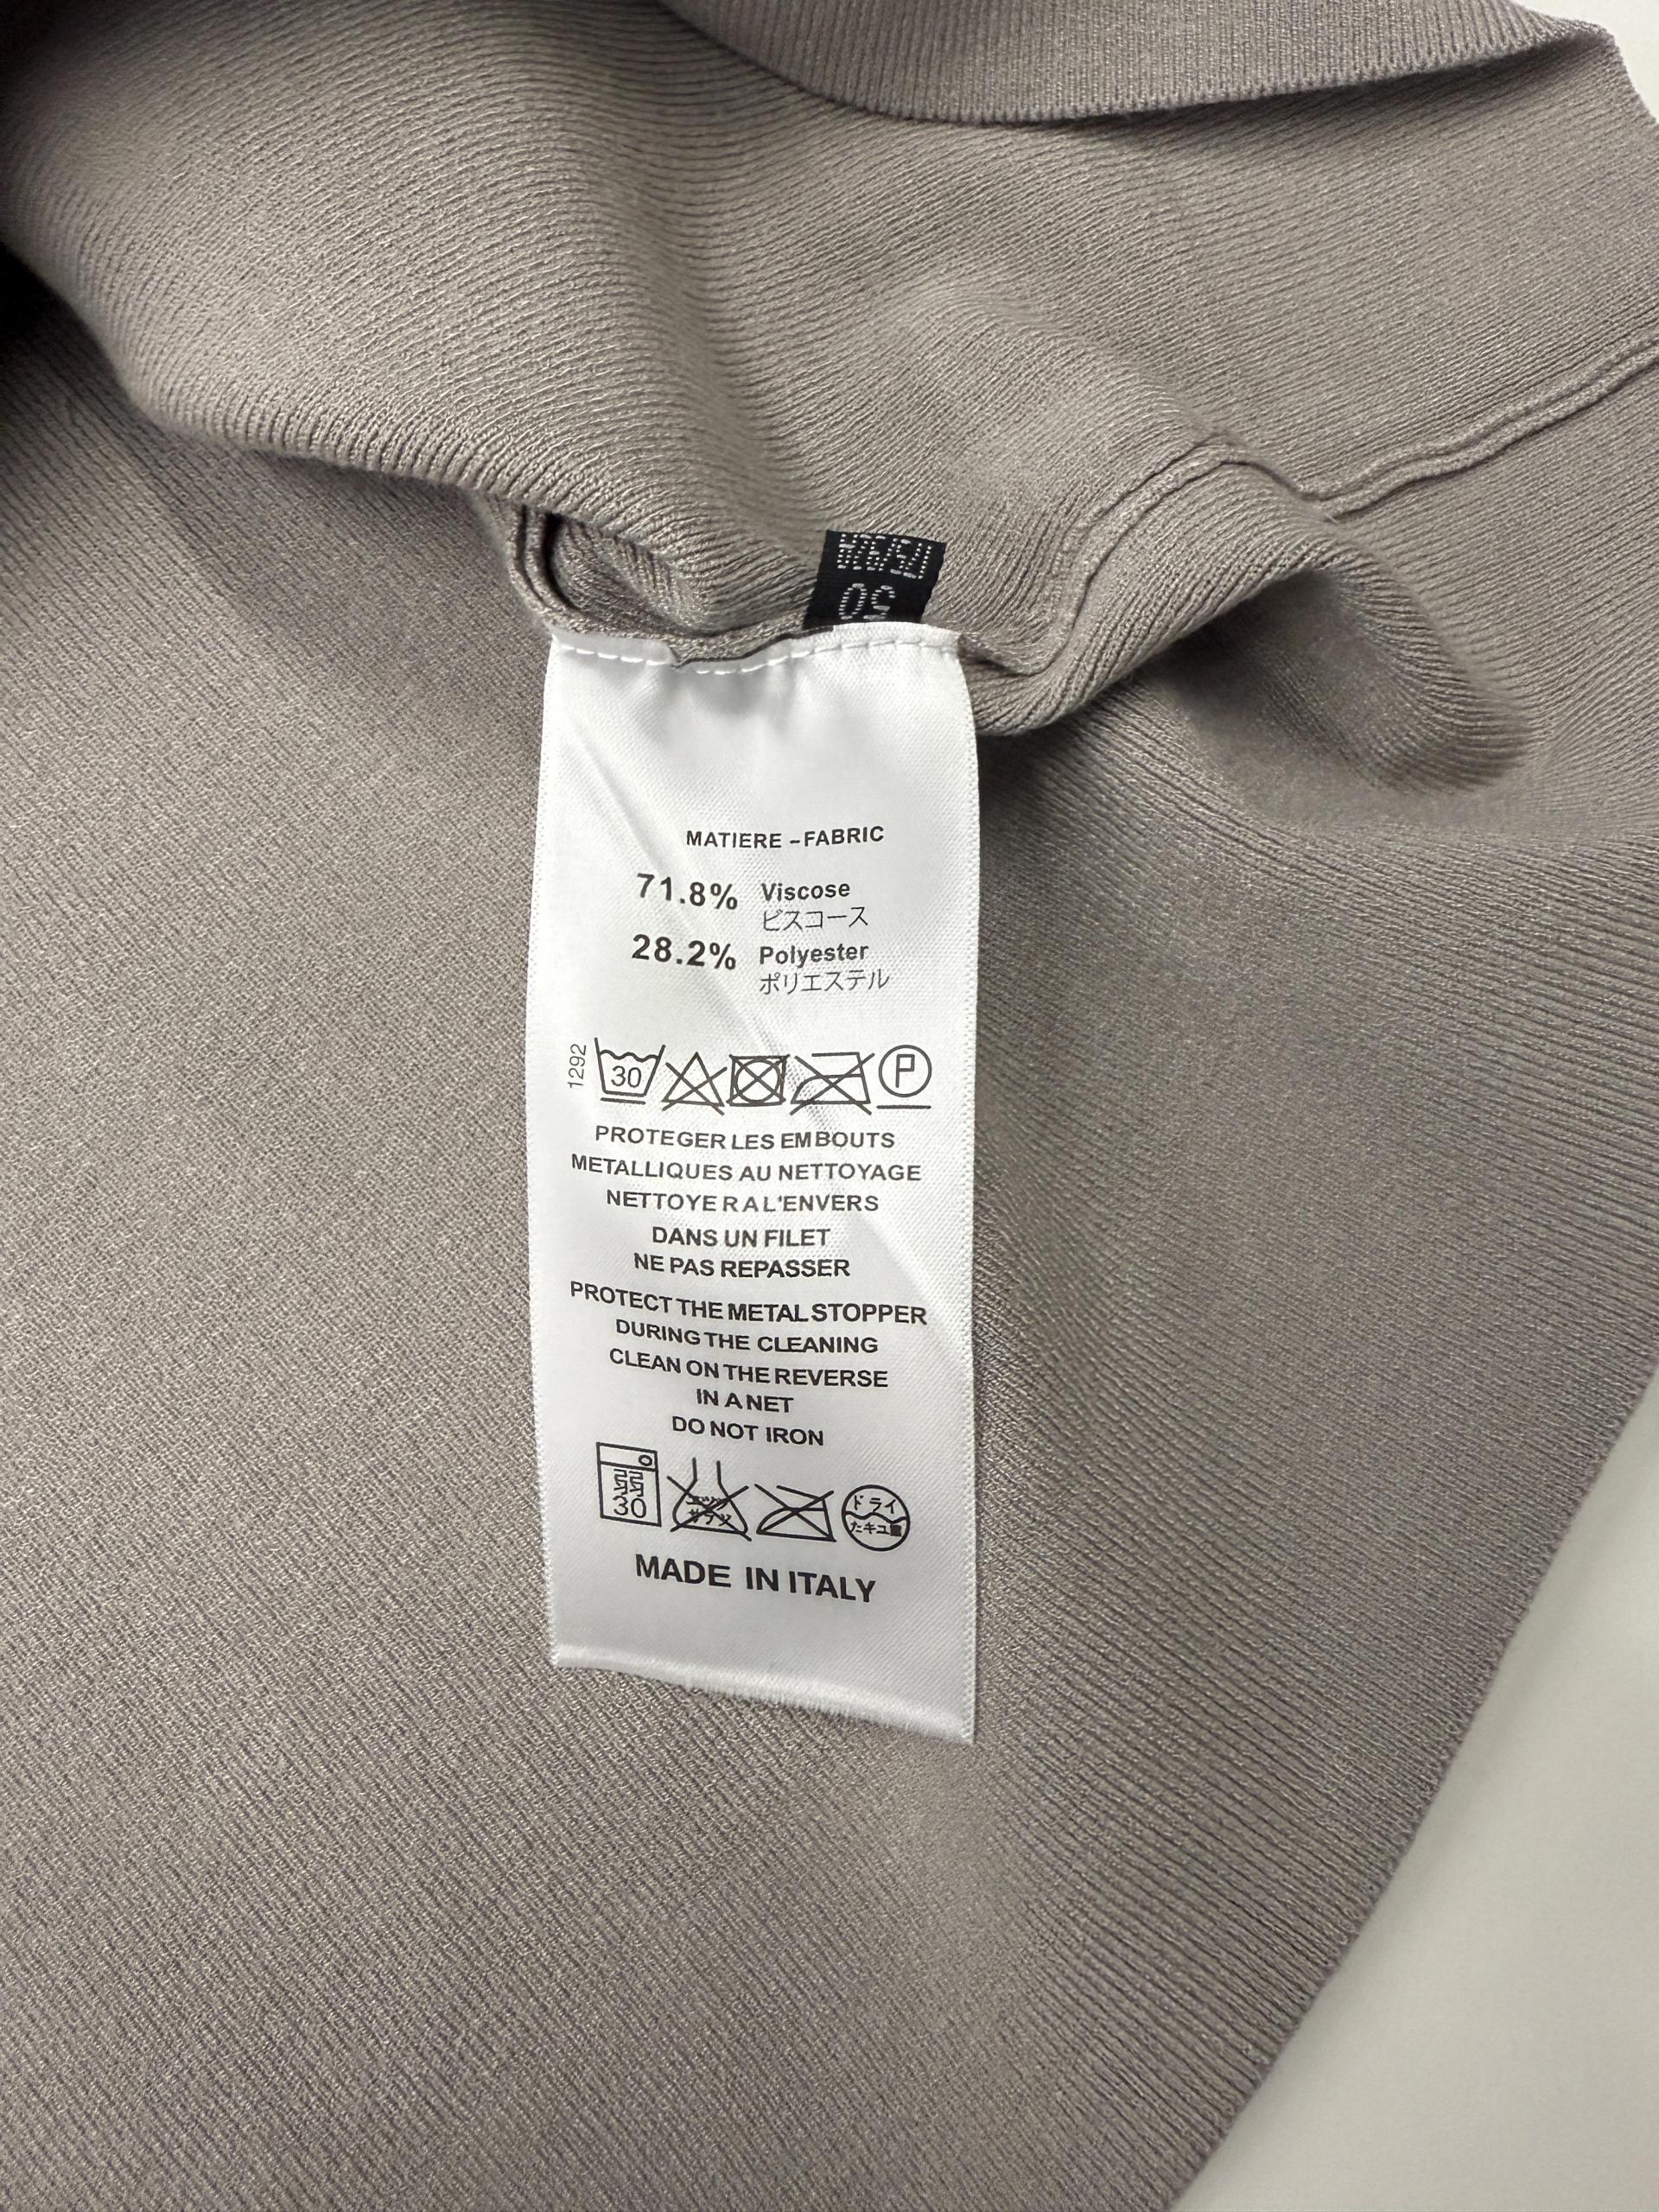 50
MATIERE – FABRIC
71.8% Viscose
ビスコース
28.2% Polyester
ポリエステル
1292
30
P
PROTEGER LES EMBOUTS
METALLIQUES AU NETTOYAGE
NETTOYER A L'ENVERS
DANS UN FILET
NE PAS REPASSER
PROTECT THE METAL STOPPER
DURING THE CLEANING
CLEAN ON THE REVERSE
IN A NET
DO NOT IRON
弱
30
ドライ
MADE IN ITALY